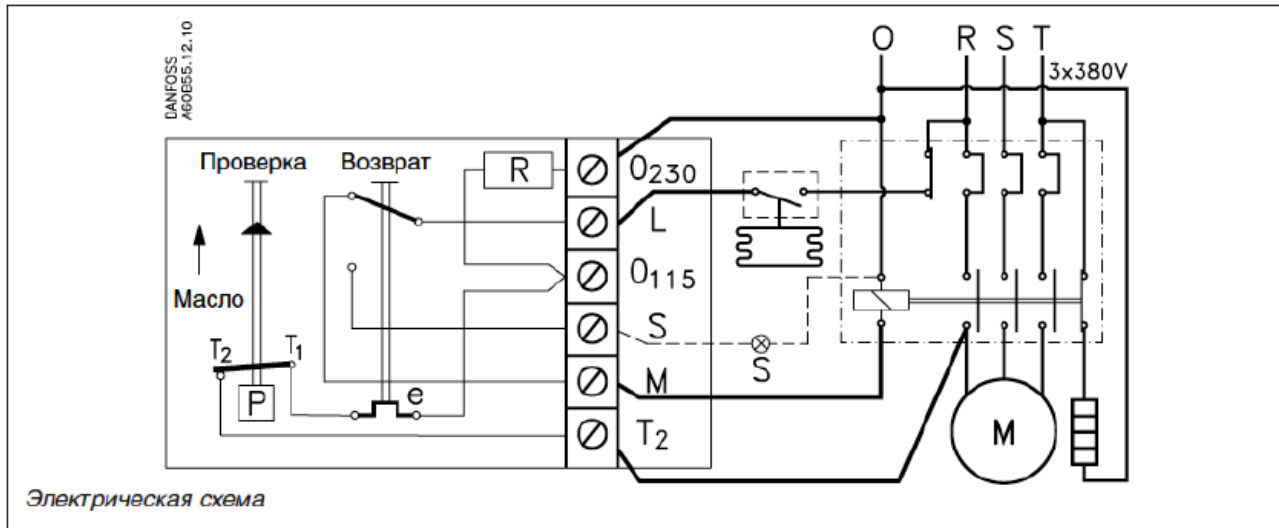 DANFOSS
A60B55.12.10
O R S T
3x380V
Проверка Возврат
R
O230
L
O115
Масло
S
S
T2 T1
P
e
M
T2
M
Электрическая схема